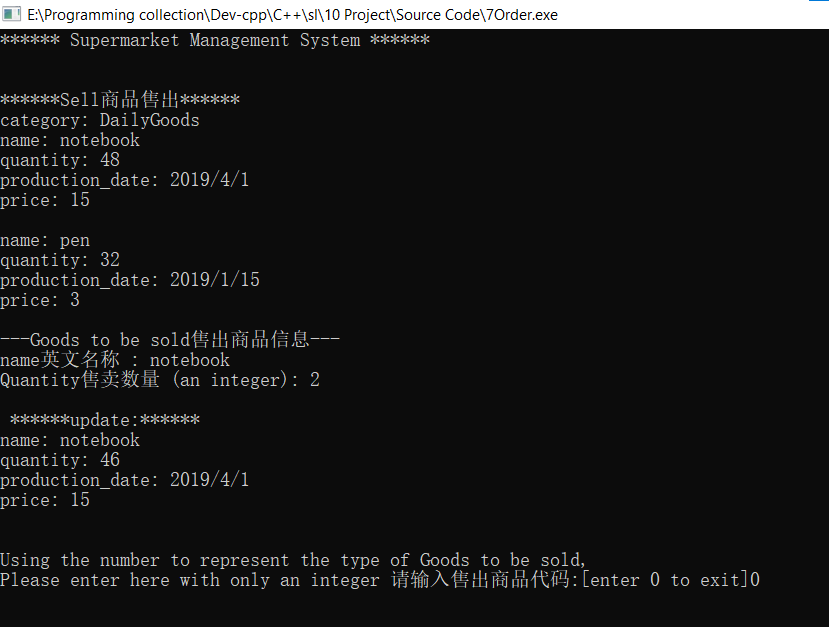 E:\Programming collection\Dev-cpp\C++\sl\10 Project\Source Code\7Order.exe
****** Supermarket Management System ******
******Sell商品售出******
category: DailyGoods
name: notebook
quantity: 48
production_date: 2019/4/1
price: 15
name: pen
quantity: 32
production_date: 2019/1/15
price: 3
---Goods to be sold售出商品信息---
name英文名称 : notebook
Quantity售卖数量 (an integer): 2
******update:******
name: notebook
quantity: 46
production_date: 2019/4/1
price: 15
Using the number to represent the type of Goods to be sold,
Please enter here with only an integer 请输入售出商品代码:[enter 0 to exit]0